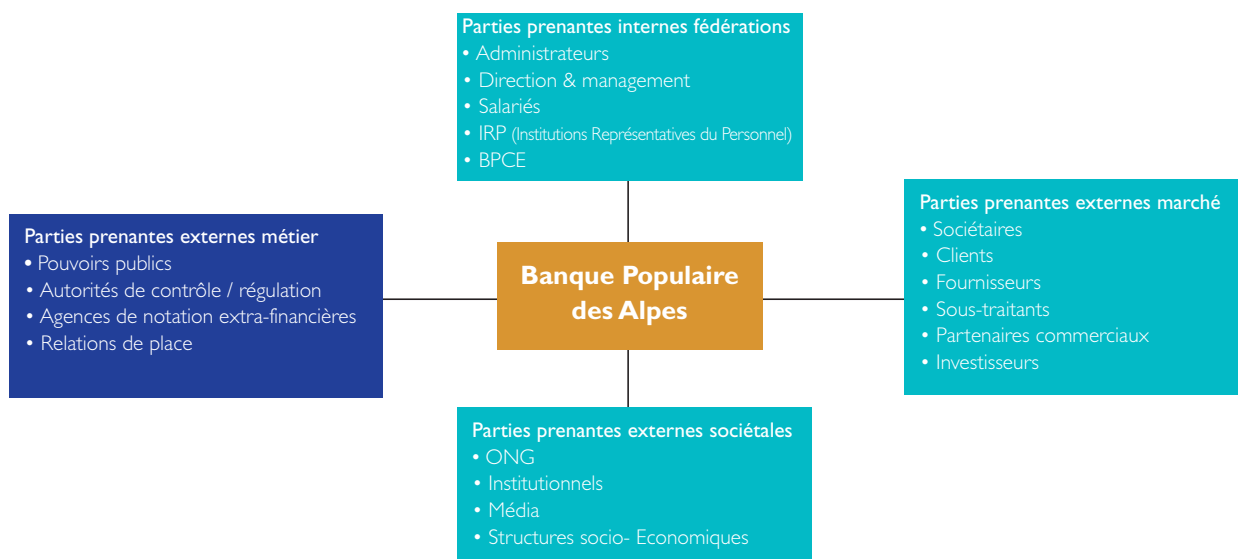 Parties prenantes internes fédérations
• Administrateurs
• Direction & management
• Salariés
• IRP (Institutions Représentatives du Personnel)
• BPCE
Parties prenantes externes métier
• Pouvoirs publics
• Autorités de contrôle / régulation
• Agences de notation extra-financières
• Relations de place
Banque Populaire
des Alpes
Parties prenantes externes marché
• Sociétaires
• Clients
• Fournisseurs
• Sous-traitants
• Partenaires commerciaux
• Investisseurs
Parties prenantes externes sociétales
• ONG
• Institutionnels
• Média
• Structures socio- Economiques